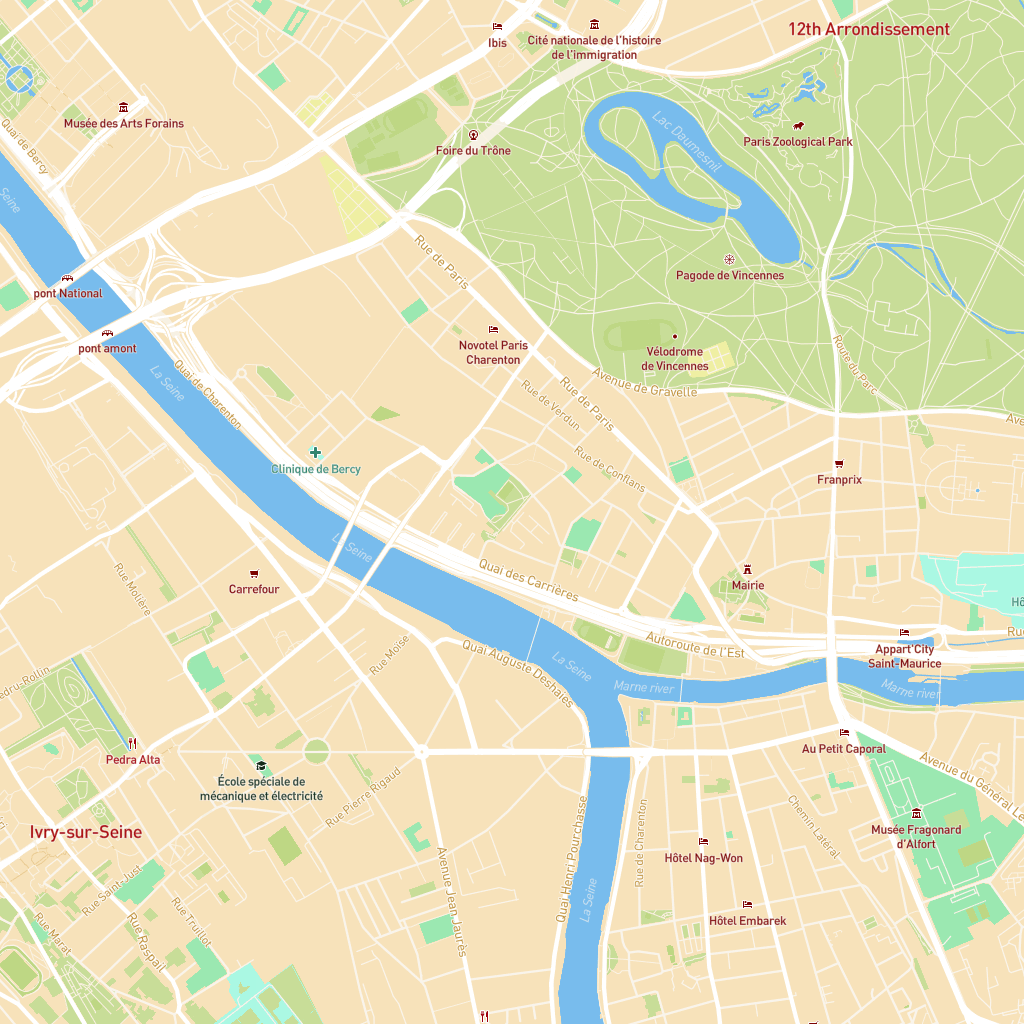 12th Arrondissement
Ibis
Cité nationale de l'histoire
de l'immigration
Musée des Arts Forains
Quai de Bercy
Foire du Trône
Lac Daumesnil
Paris Zoological Park
Seine
Rue de Paris
Pagode de Vincennes
pont National
pont amont
Novotel Paris
Charenton
Vélodrome
de Vincennes
Route du Parc
La Seine
Quai de Charenton
Avenue de Gravelle
Rue de Verdun
Rue de Paris
Clinique de Bercy
Rue de Conflans
Franprix
La Seine
Quai des Carrières
Carrefour
Rue Molière
Mairie
Rue Moise
Quai Auguste Deshaies
La Seine
Autoroute de l'Est
Marne river
Appart'City
Saint-Maurice
Marne river
Pedra Alta
École spéciale de
mécanique et électricité
Rue Pierre Rigaud
Au Petit Caporal
Avenue du Général Le
Ivry-sur-Seine
Quai Henri Pourchasse
Rue de Charenton
Chemin Latéral
Musée Fragonard
d'Alfort
Hôtel Nag-Won
Avenue Jean Jaurès
La Seine
Hôtel Embarek
Rue Saint-Just
Rue Marat
Rue Raspail
Rue Truillot